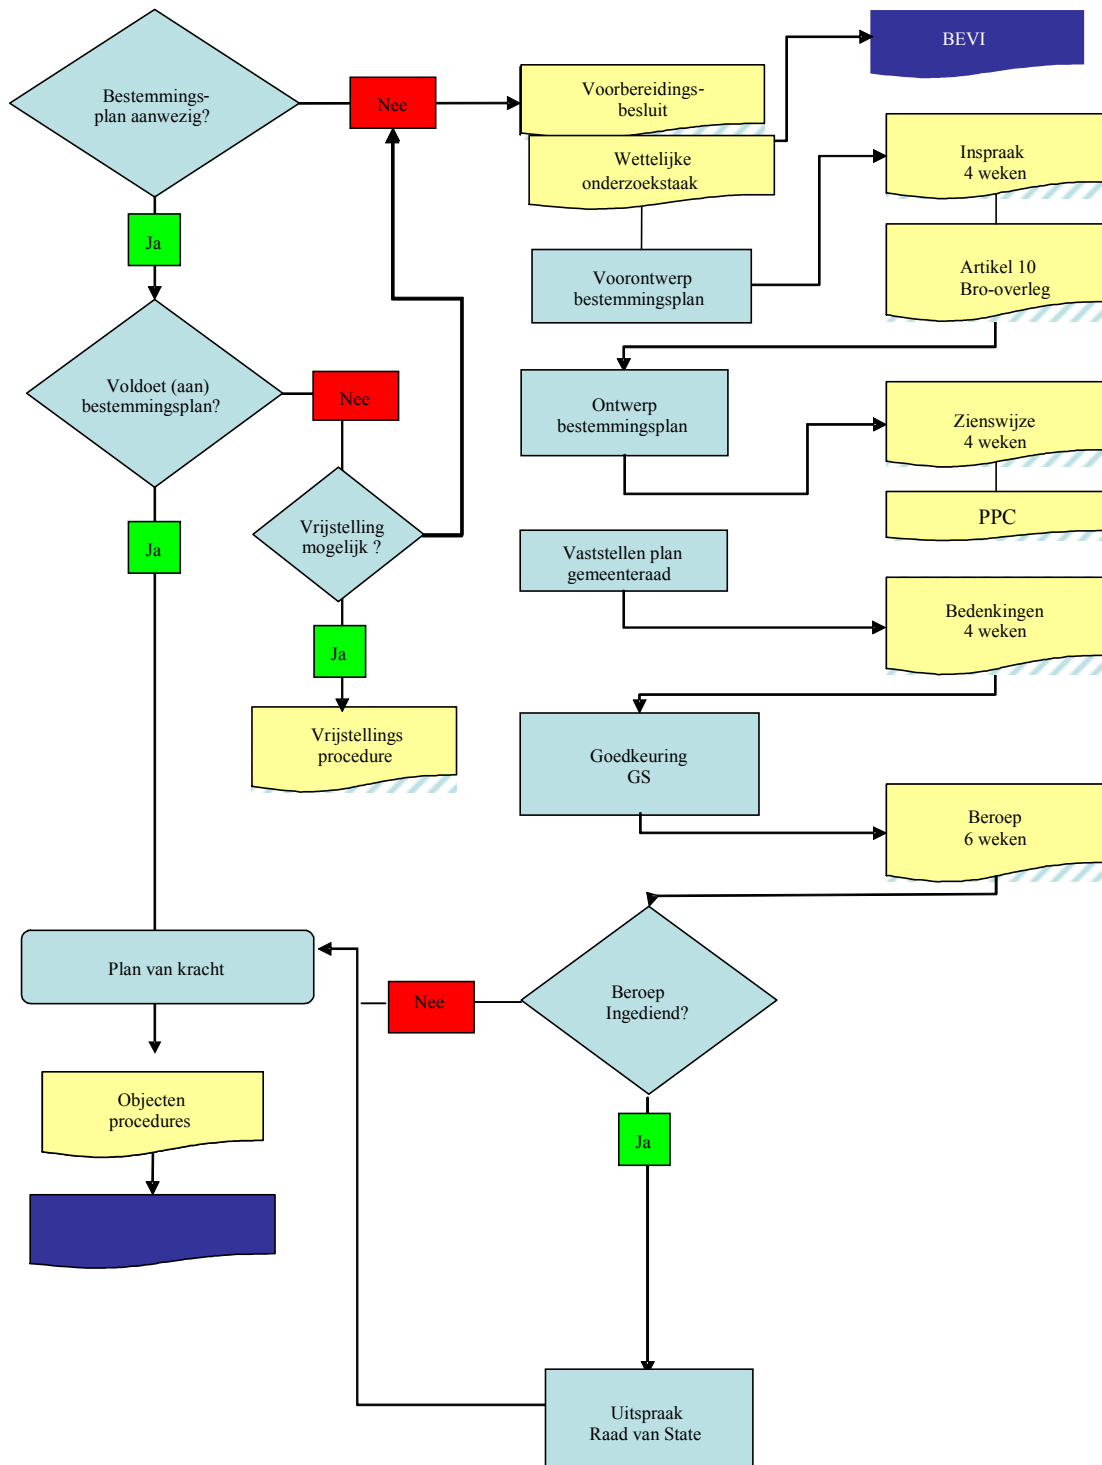 Bestemmings-
plan aanwezig?
Nee
Voorbereidings-
besluit
BEVI
Wettelijke
onderzoekstaak
Inspraak
4 weken
Ja
Voorontwerp
bestemmingsplan
Artikel 10
Bro-overleg
Voldoet (aan)
bestemmingsplan?
Nee
Ontwerp
bestemmingsplan
Zienswijze
4 weken
PPC
Ja
Vrijstelling
mogelijk ?
Vaststellen plan
gemeenteraad
Bedenkingen
4 weken
Ja
Vrijstellings
procedure
Goedkeuring
GS
Beroep
6 weken
Plan van kracht
Nee
Beroep
Ingediend?
Objecten
procedures
Ja
Uitspraak
Raad van State